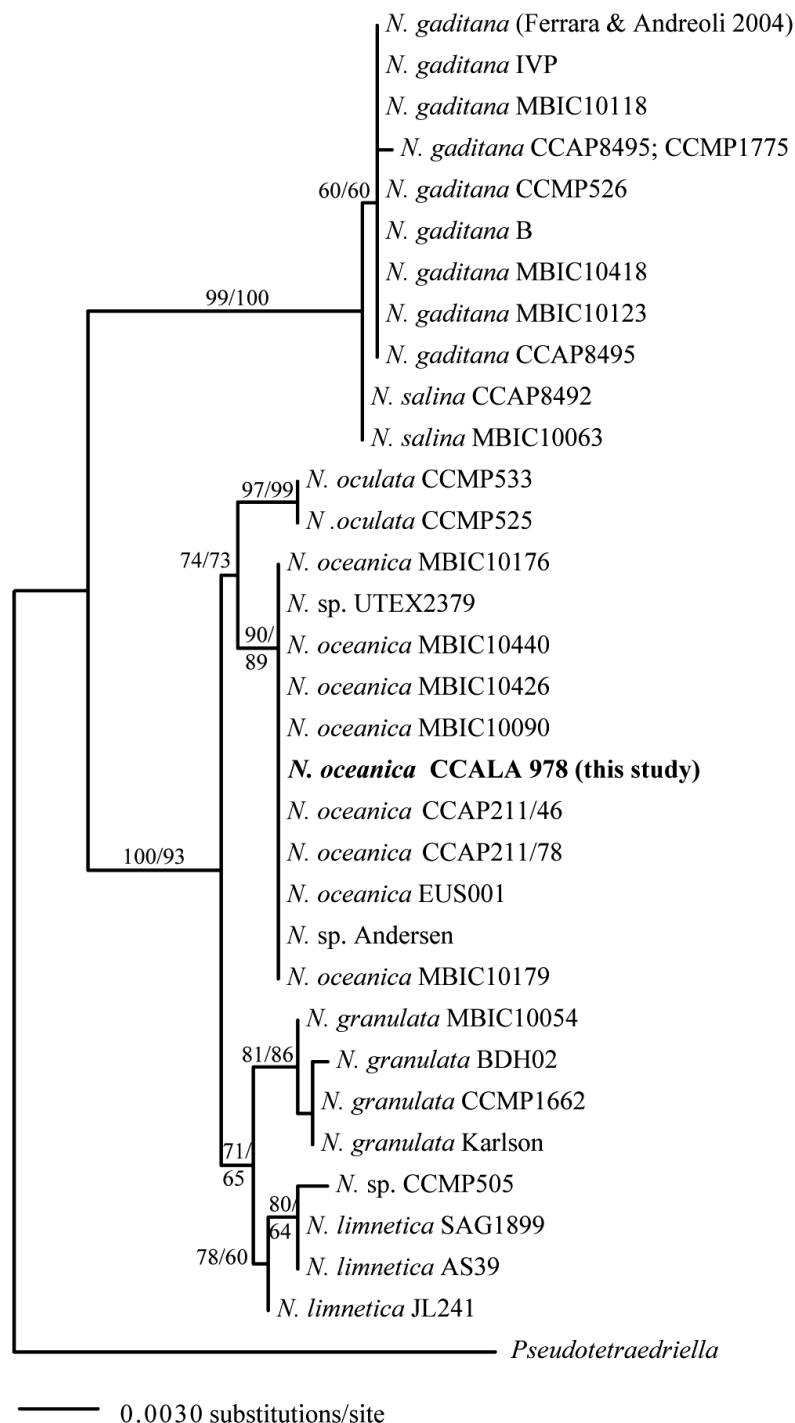 N. gaditana (Ferrara & Andreoli 2004)
N. gaditana IVP
N. gaditana MBIC10118
N. gaditana CCAP8495; CCMP1775
60/60
N. gaditana CCMP526
N. gaditana B
N. gaditana MBIC10418
99/100
N. gaditana MBIC10123
N. gaditana CCAP8495
N. salina CCAP8492
N. salina MBIC10063
N. oculata CCMP533
97/99
N .oculata CCMP525
74/73
N. oceanica MBIC10176
N. sp. UTEX2379
90/
89
N. oceanica MBIC10440
N. oceanica MBIC10426
N. oceanica MBIC10090
N. oceanica CCALA 978 (this study)
N. oceanica CCAP211/46
100/93
N. oceanica CCAP211/78
N. oceanica EUS001
N. sp. Andersen
N. oceanica MBIC10179
N. granulata MBIC10054
81/86
N. granulata BDH02
N. granulata CCMP1662
N. granulata Karlson
71/
65
N. sp. CCMP505
80/
64
N. limnetica SAG1899
78/60
N. limnetica AS39
N. limnetica JL241
Pseudotetraedriella
0.0030 substitutions/site